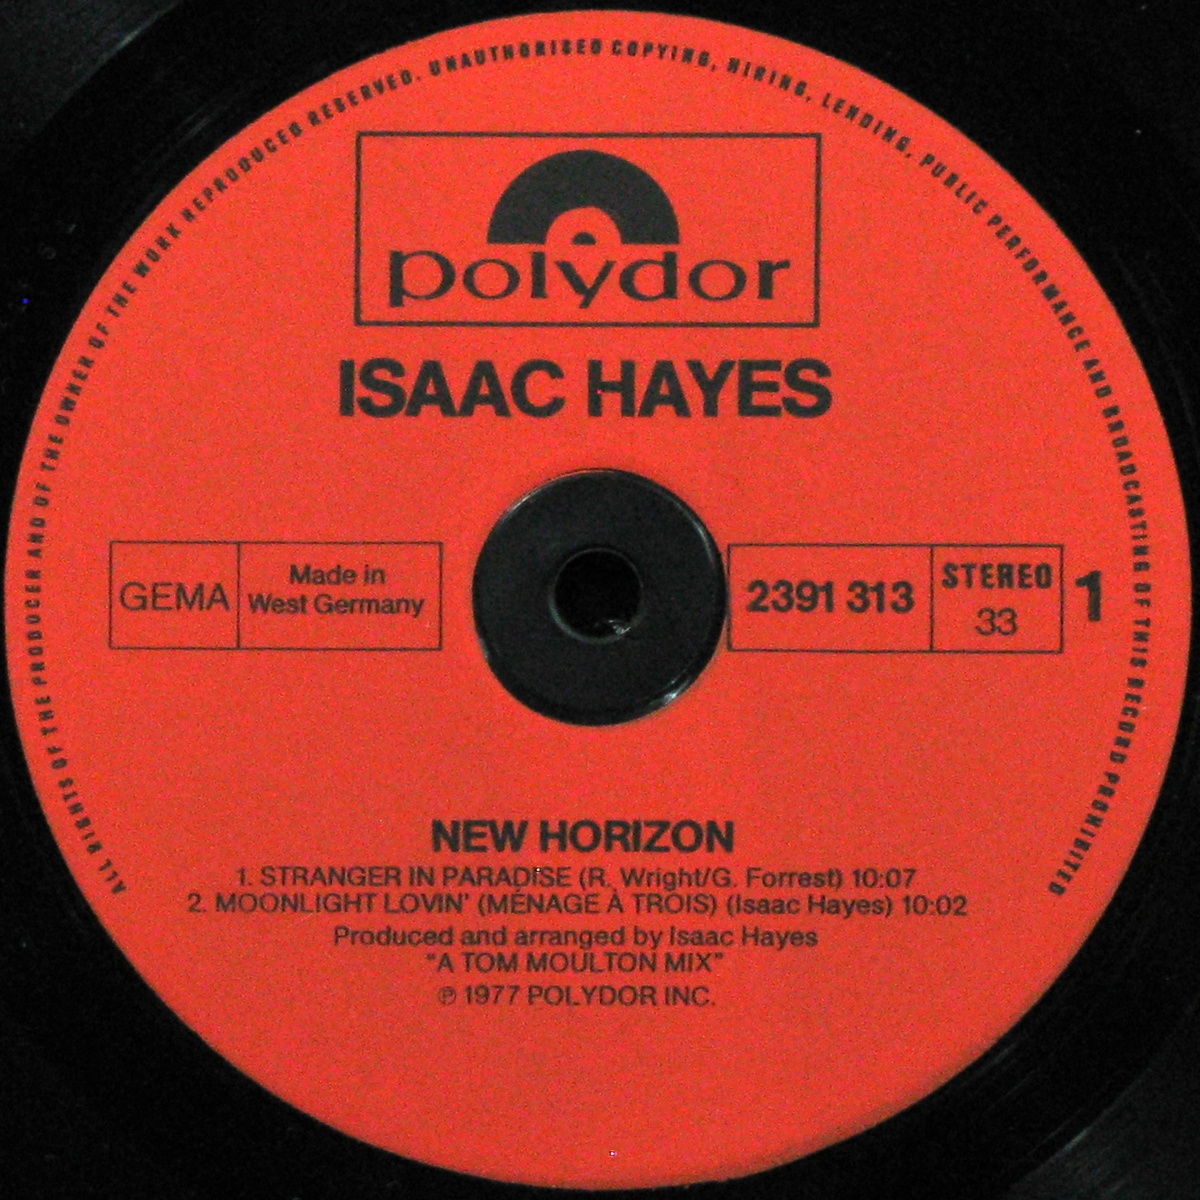 ALL RIGHTS OF THE PRODUCER AND OF THE OWNER OF THE WORK REPRODUCED RESERVED. UNAUTHORISED COPYING, HIRING, LENDING, PUBLIC PERFORMANCE AND BROADCASTING OF THIS RECORD PROHIBITED
polydor
ISAAC HAYES
GEMA
Made in
West Germany
2391 313
STEREO
33
1
NEW HORIZON
1. STRANGER IN PARADISE (R. Wright/G. Forrest) 10:07
2. MOONLIGHT LOVIN' (MÉNAGE À TROIS) (Isaac Hayes) 10:02
Produced and arranged by Isaac Hayes
"A TOM MOULTON MIX"
℗ 1977 POLYDOR INC.